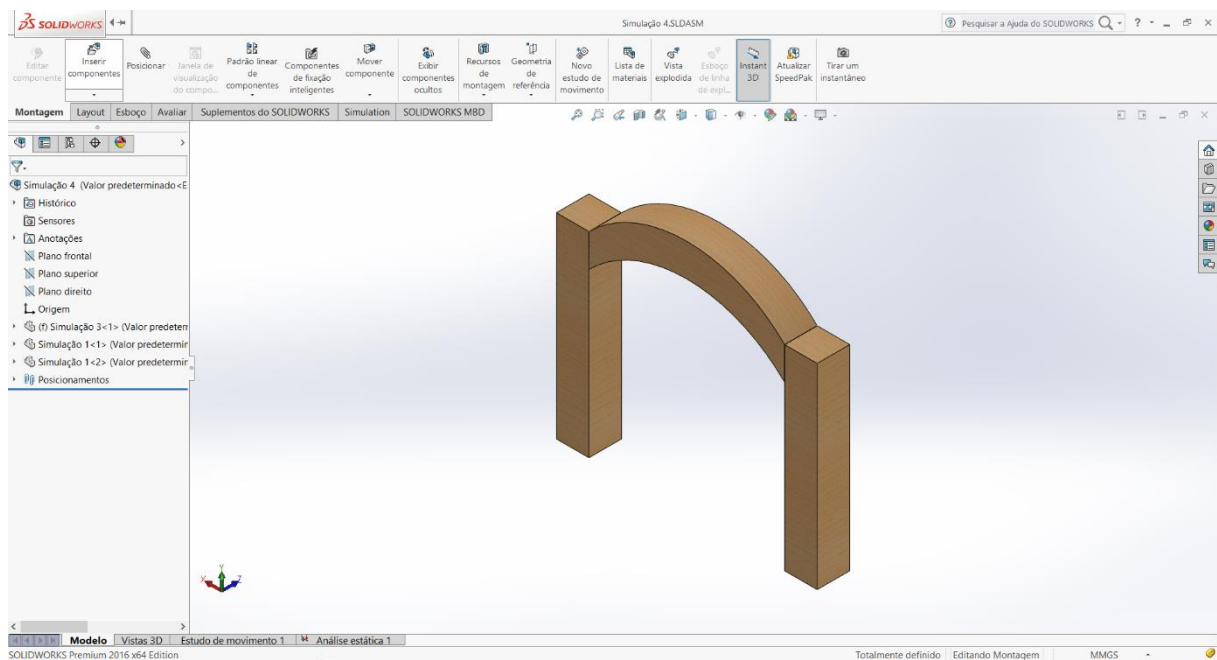 SOLIDWORKS
Simulação 4.SLDASM
Pesquisar a Ajuda do SOLIDWORKS
Editar componente
Inserir componentes
Posicionar
Janela de visualização do compo...
Padrão linear de componentes
Componentes de fixação inteligentes
Mover componente
Exibir componentes ocultos
Recursos de montagem
Geometria de referência
Novo estudo de movimento
Lista de materiais
Vista explodida
Esboço de linha de expl...
Instant 3D
Atualizar SpeedPak
Tirar um instantâneo
Montagem Layout Esboço Avaliar Suplementos do SOLIDWORKS Simulation SOLIDWORKS MBD
Simulação 4 (Valor predeterminado<E
Histórico
Sensores
Anotações
Plano frontal
Plano superior
Plano direito
Origem
(f) Simulação 3<1> (Valor predeterm
Simulação 1<1> (Valor predetermir
Simulação 1<2> (Valor predetermir
Posicionamentos
Y
X Z
Modelo Vistas 3D Estudo de movimento 1 Análise estática 1
SOLIDWORKS Premium 2016 x64 Edition
Totalmente definido Editando Montagem MMGS